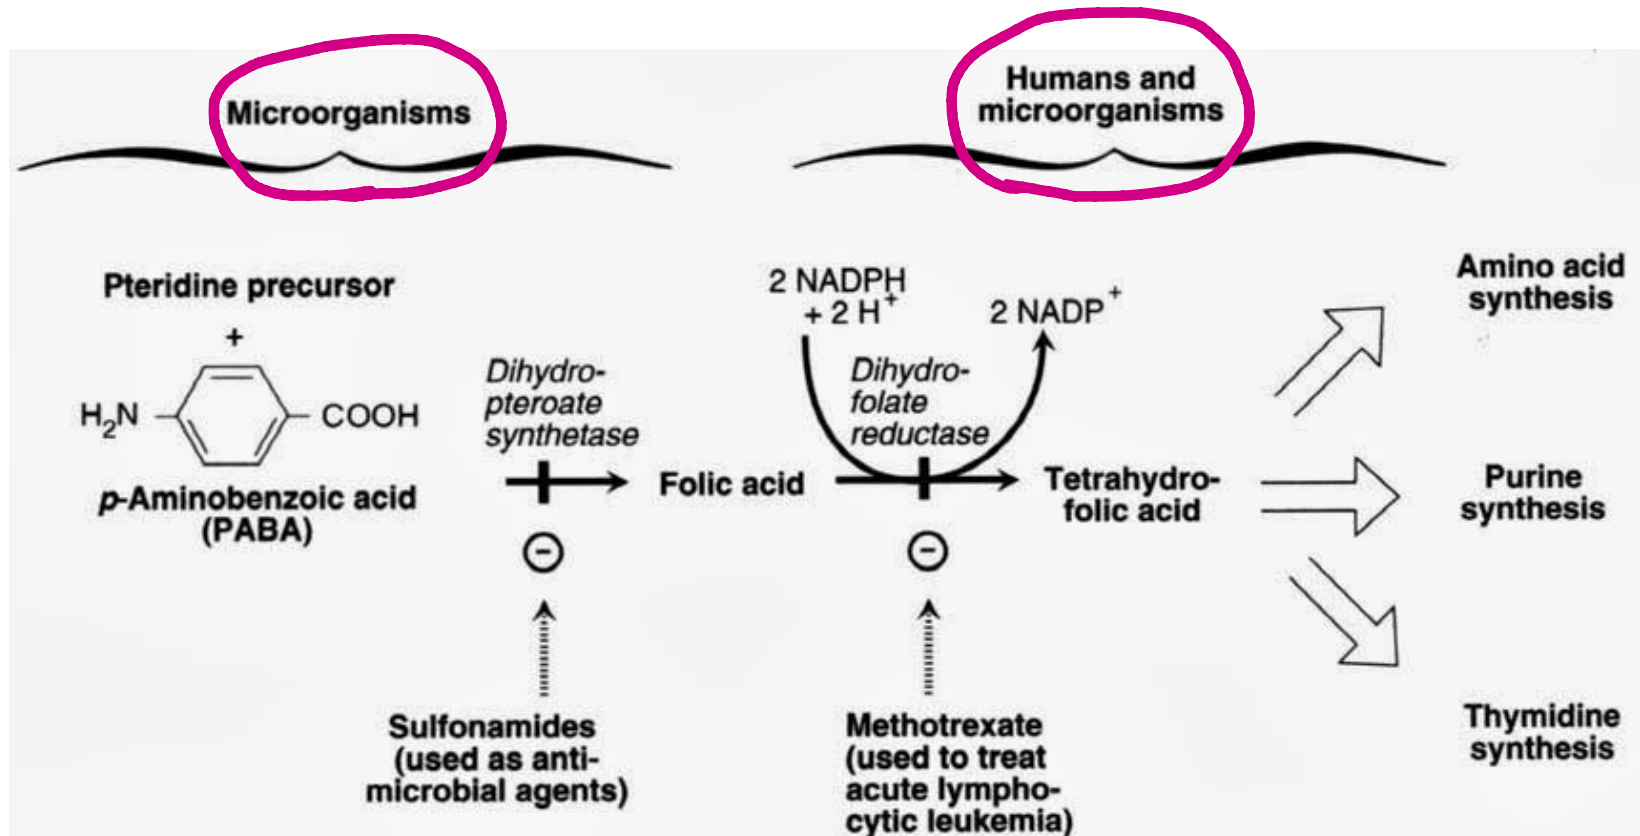 Microorganisms
Humans and
microorganisms
Pteridine precursor
+
H₂N
COOH
p-Aminobenzoic acid
(PABA)
Dihydro-
pteroate
synthetase
Folic acid
2 NADPH
+ 2 H⁺
2 NADP⁺
Dihydro-
folate
reductase
Tetrahydro-
folic acid
Amino acid
synthesis
Purine
synthesis
Thymidine
synthesis
−
−
Sulfonamides
(used as anti-
microbial agents)
Methotrexate
(used to treat
acute lympho-
cytic leukemia)